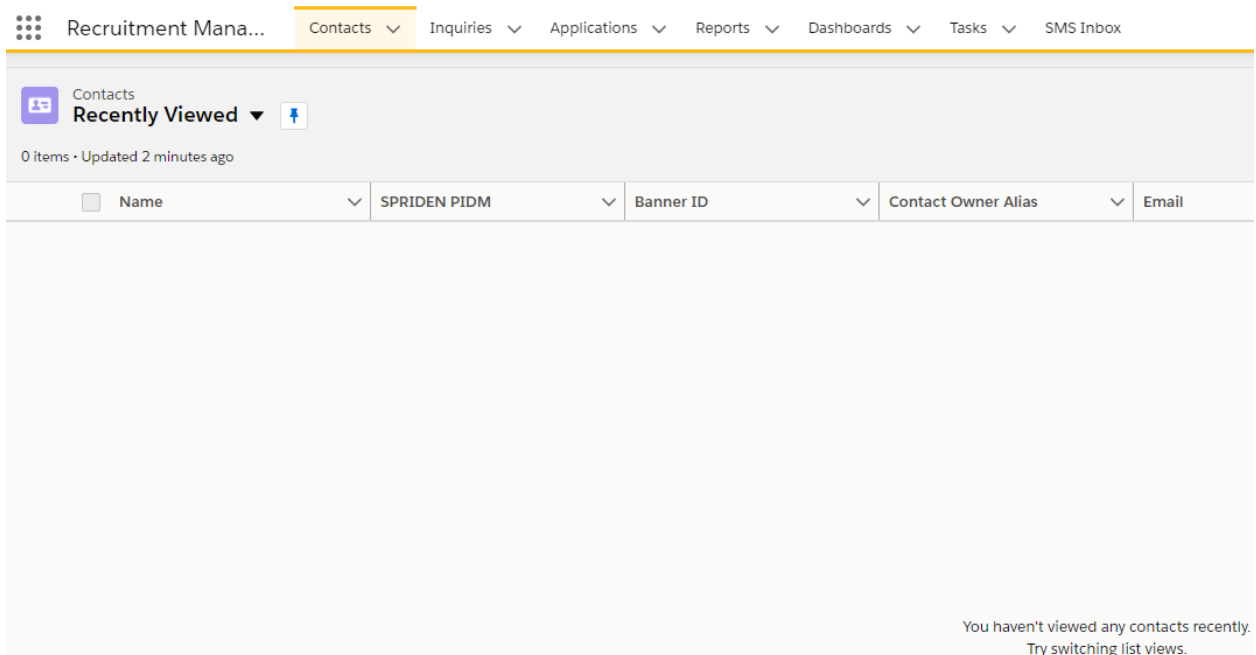 Recruitment Mana... Contacts Inquiries Applications Reports Dashboards Tasks SMS Inbox
Contacts
Recently Viewed
0 items • Updated 2 minutes ago
Name SPRIDEN PIDM Banner ID Contact Owner Alias Email
You haven't viewed any contacts recently.
Try switching list views.